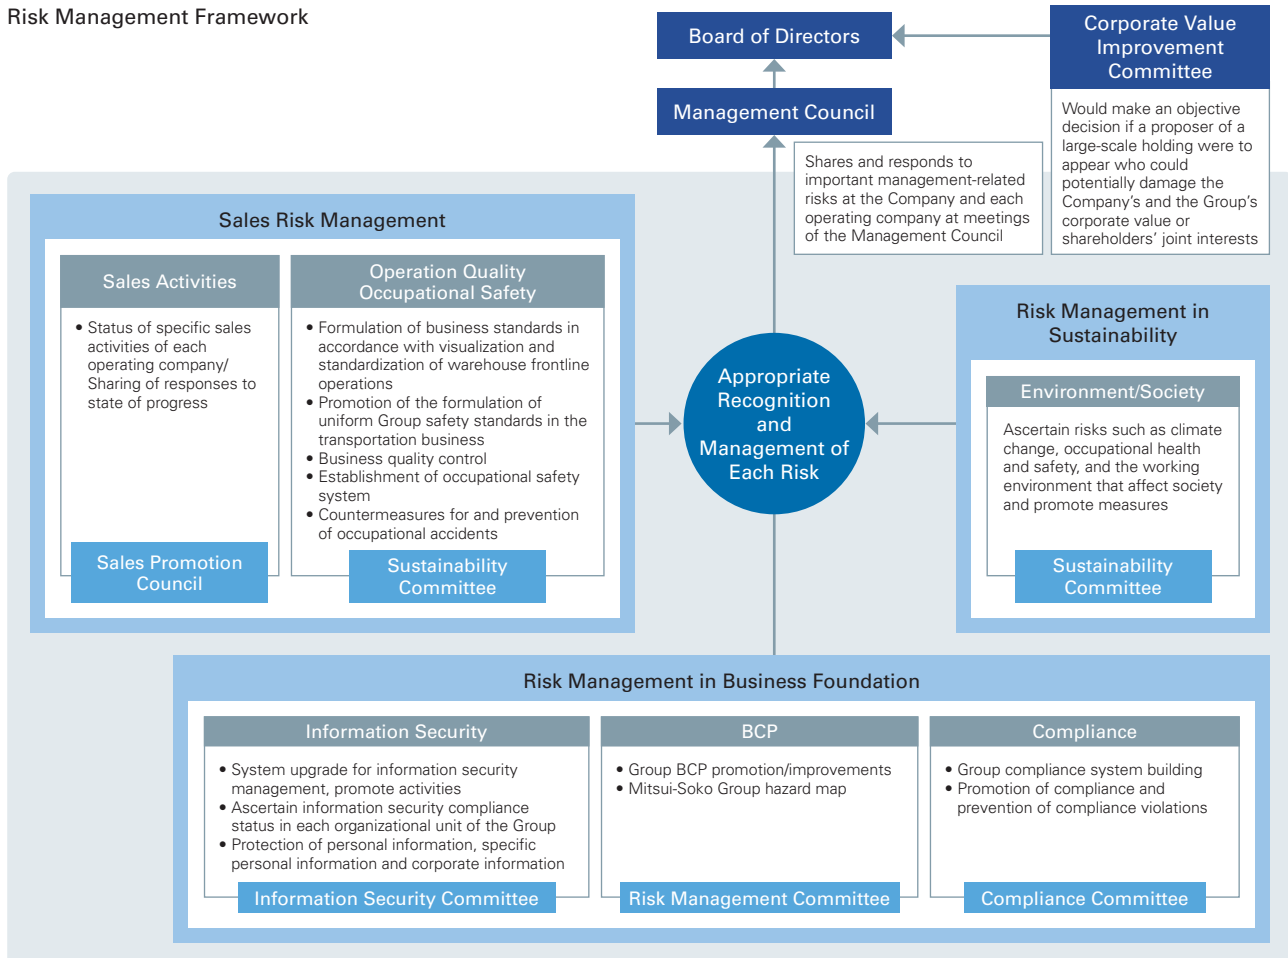 Risk Management Framework
Board of Directors
Corporate Value
Improvement
Committee
Would make an objective
decision if a proposer of a
large-scale holding were to
appear who could
potentially damage the
Company’s and the Group’s
corporate value or
shareholders’ joint interests
Management Council
Shares and responds to
important management-related
risks at the Company and each
operating company at meetings
of the Management Council
Sales Risk Management
Sales Activities
• Status of specific sales
activities of each
operating company/
Sharing of responses to
state of progress
Sales Promotion
Council
Operation Quality
Occupational Safety
• Formulation of business standards in
accordance with visualization and
standardization of warehouse frontline
operations
• Promotion of the formulation of
uniform Group safety standards in the
transportation business
• Business quality control
• Establishment of occupational safety
system
• Countermeasures for and prevention
of occupational accidents
Sustainability
Committee
Appropriate
Recognition
and
Management of
Each Risk
Risk Management in
Sustainability
Environment/Society
Ascertain risks such as climate
change, occupational health
and safety, and the working
environment that affect society
and promote measures
Sustainability
Committee
Risk Management in Business Foundation
Information Security
• System upgrade for information security
management, promote activities
• Ascertain information security compliance
status in each organizational unit of the Group
• Protection of personal information, specific
personal information and corporate information
Information Security Committee
BCP
• Group BCP promotion/improvements
• Mitsui-Soko Group hazard map
Risk Management Committee
Compliance
• Group compliance system building
• Promotion of compliance and
prevention of compliance violations
Compliance Committee